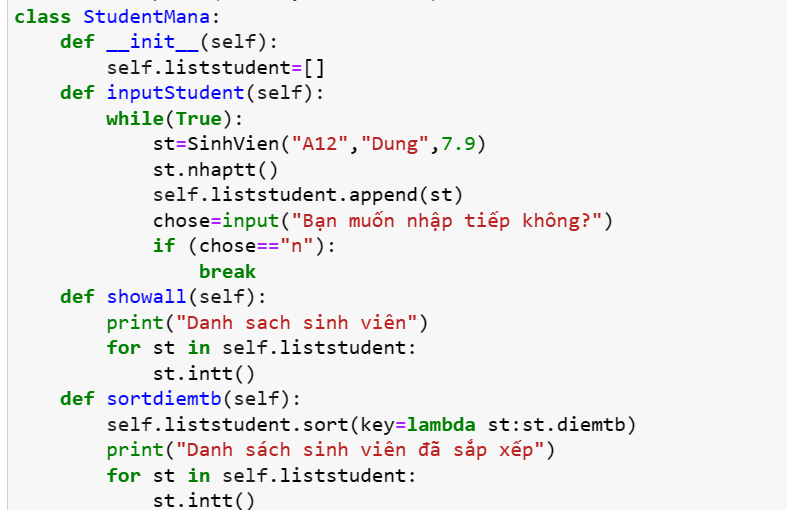 class StudentMana:
    def __init__(self):
        self.liststudent=[]
    def inputStudent(self):
        while(True):
            st=SinhVien("A12","Dung",7.9)
            st.nhaptt()
            self.liststudent.append(st)
            chose=input("Bạn muốn nhập tiếp không?")
            if (chose=="n"):
                break
    def showall(self):
        print("Danh sach sinh viên")
        for st in self.liststudent:
            st.intt()
    def sortdiemtb(self):
        self.liststudent.sort(key=lambda st:st.diemtb)
        print("Danh sách sinh viên đã sắp xếp")
        for st in self.liststudent:
            st.intt()